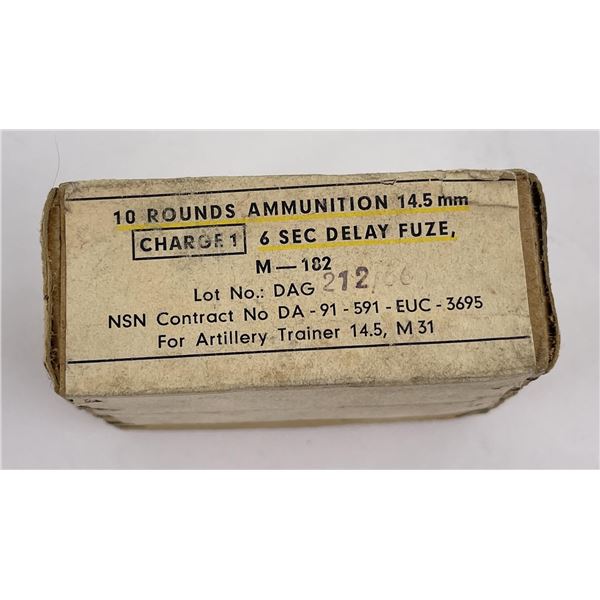 10 ROUNDS AMMUNITION 14.5 mm
CHARGE 1 6 SEC DELAY FUZE,
M — 182
Lot No.: DAG 212/66
NSN Contract No DA - 91 - 591 - EUC - 3695
For Artillery Trainer 14.5, M 31